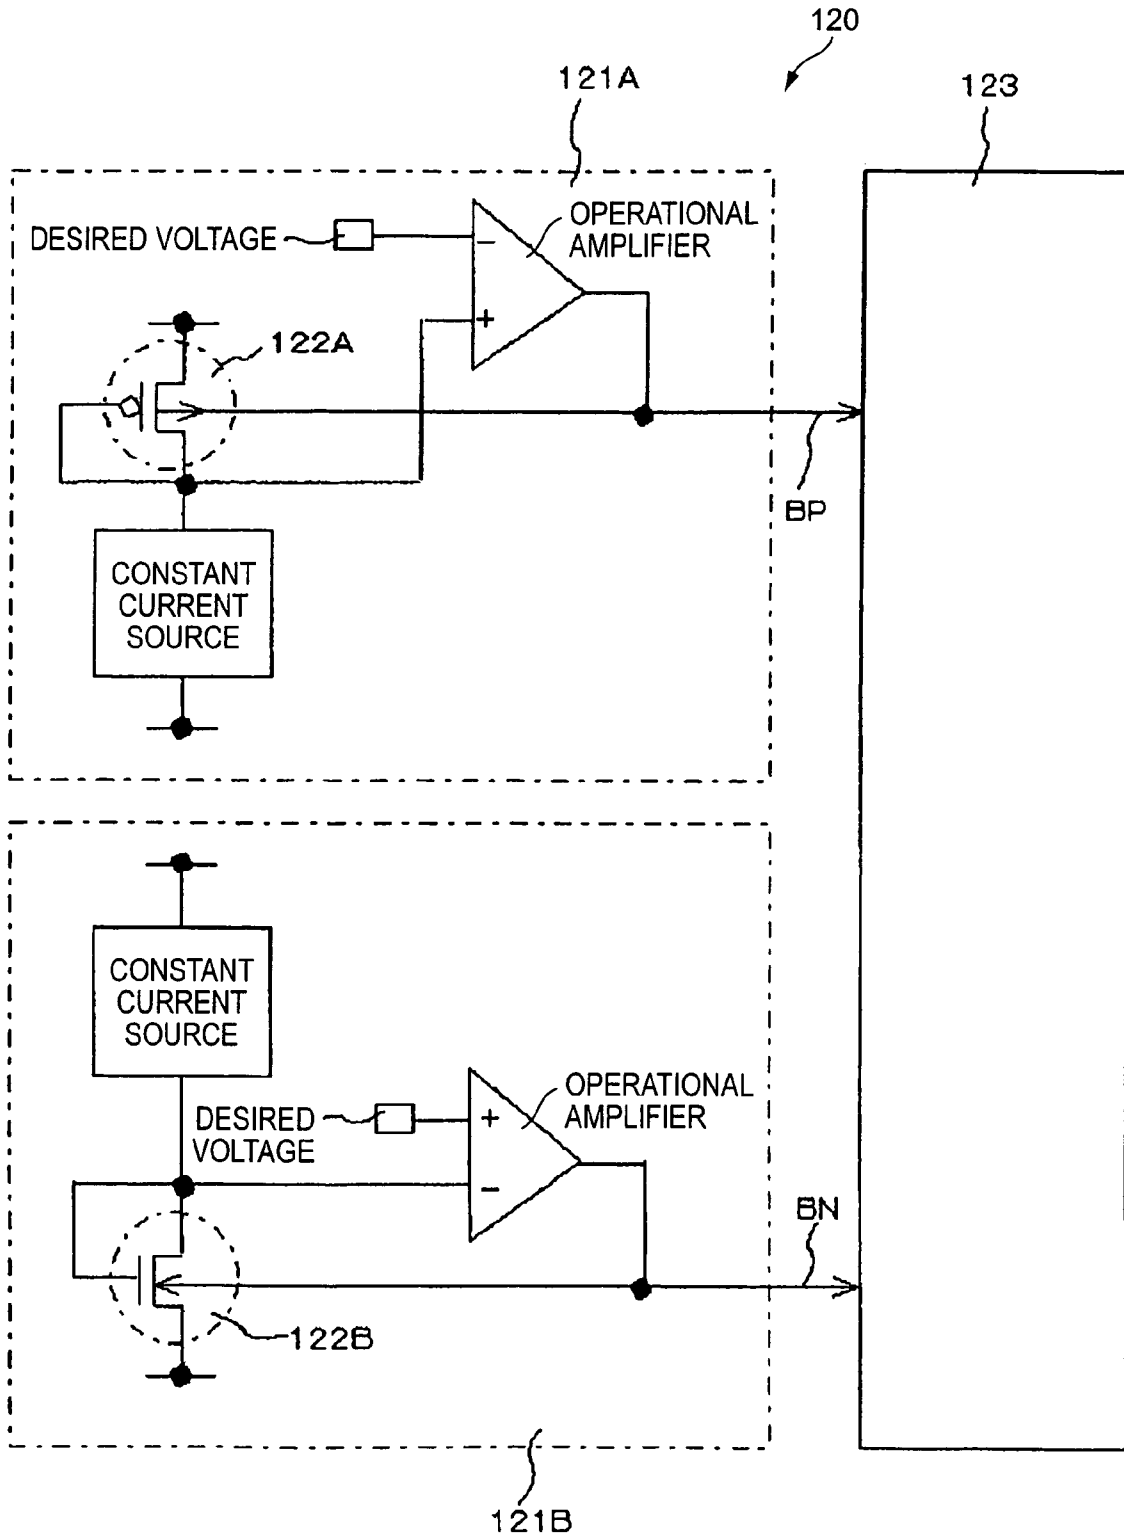 120
121A
123
DESIRED VOLTAGE
−
+
OPERATIONAL
AMPLIFIER
122A
BP
CONSTANT
CURRENT
SOURCE
CONSTANT
CURRENT
SOURCE
DESIRED
VOLTAGE
+
−
OPERATIONAL
AMPLIFIER
BN
122B
121B